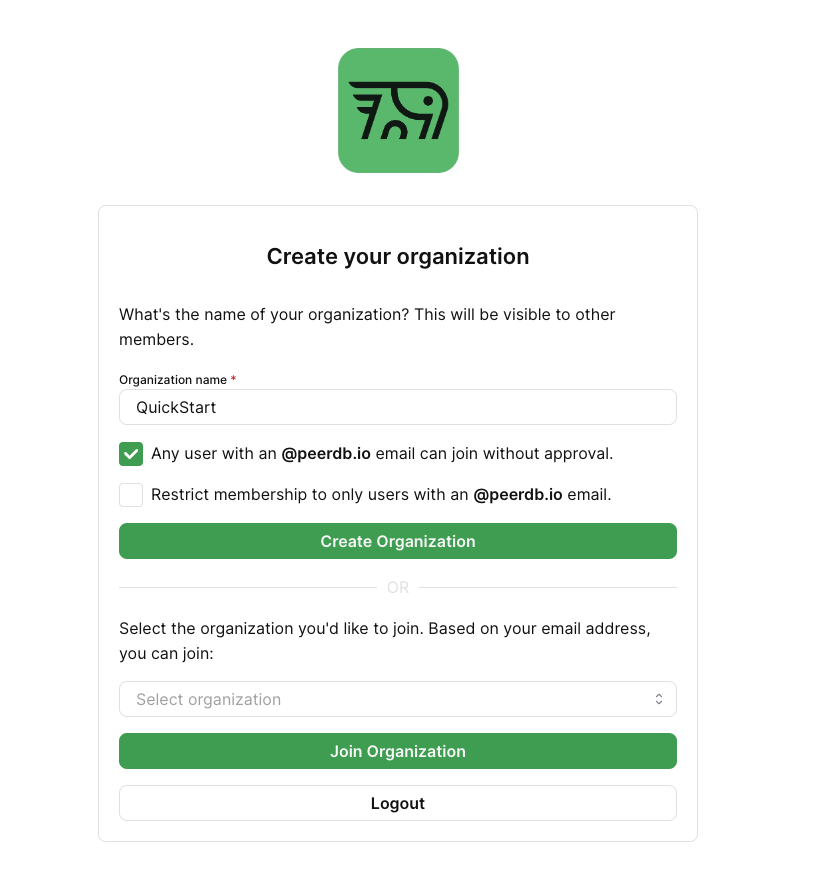 Create your organization
What's the name of your organization? This will be visible to other
members.
Organization name *
QuickStart
Any user with an @peerdb.io email can join without approval.
Restrict membership to only users with an @peerdb.io email.
Create Organization
OR
Select the organization you'd like to join. Based on your email address,
you can join:
Select organization
Join Organization
Logout